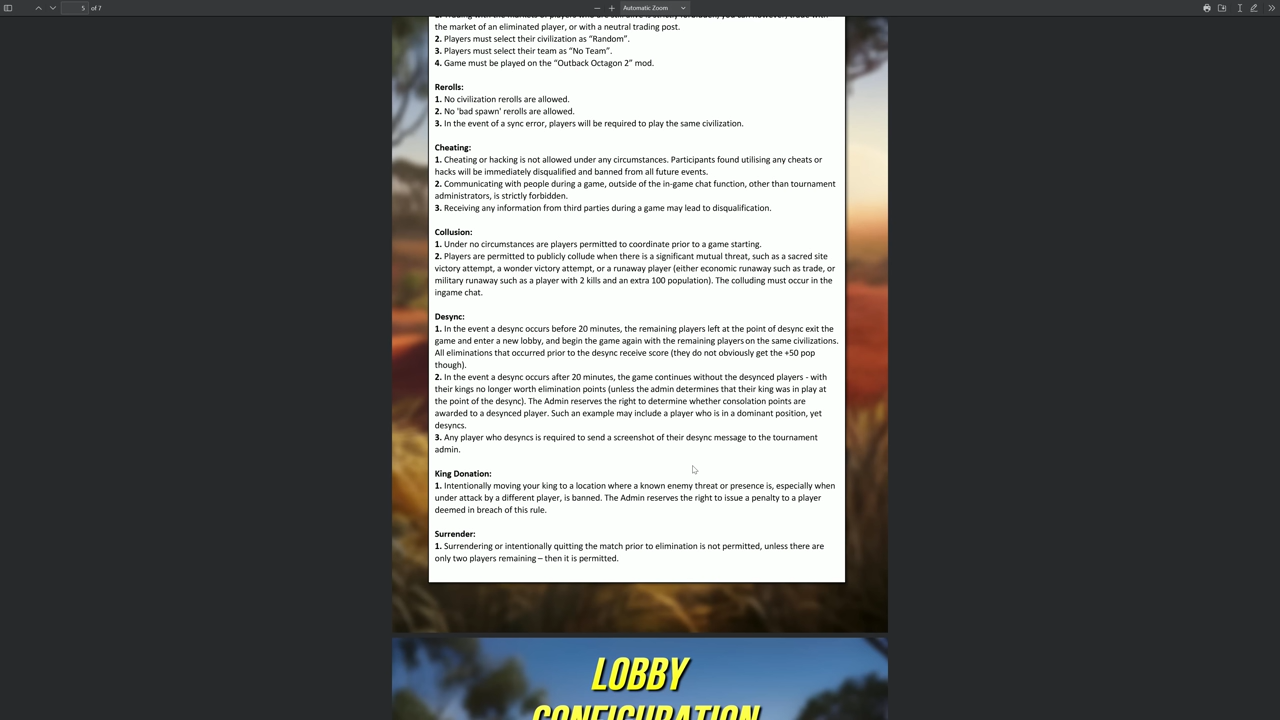 5 of 7
Automatic Zoom
the market of an eliminated player, or with a neutral trading post.
2. Players must select their civilization as “Random”.
3. Players must select their team as “No Team”.
4. Game must be played on the “Outback Octagon 2” mod.
Rerolls:
1. No civilization rerolls are allowed.
2. No 'bad spawn' rerolls are allowed.
3. In the event of a sync error, players will be required to play the same civilization.
Cheating:
1. Cheating or hacking is not allowed under any circumstances. Participants found utilising any cheats or
hacks will be immediately disqualified and banned from all future events.
2. Communicating with people during a game, outside of the in-game chat function, other than tournament
administrators, is strictly forbidden.
3. Receiving any information from third parties during a game may lead to disqualification.
Collusion:
1. Under no circumstances are players permitted to coordinate prior to a game starting.
2. Players are permitted to publicly collude when there is a significant mutual threat, such as a sacred site
victory attempt, a wonder victory attempt, or a runaway player (either economic runaway such as trade, or
military runaway such as a player with 2 kills and an extra 100 population). The colluding must occur in the
ingame chat.
Desync:
1. In the event a desync occurs before 20 minutes, the remaining players left at the point of desync exit the
game and enter a new lobby, and begin the game again with the remaining players on the same civilizations.
All eliminations that occurred prior to the desync receive score (they do not obviously get the +50 pop
though).
2. In the event a desync occurs after 20 minutes, the game continues without the desynced players - with
their kings no longer worth elimination points (unless the admin determines that their king was in play at
the point of the desync). The Admin reserves the right to determine whether consolation points are
awarded to a desynced player. Such an example may include a player who is in a dominant position, yet
desyncs.
3. Any player who desyncs is required to send a screenshot of their desync message to the tournament
admin.
King Donation:
1. Intentionally moving your king to a location where a known enemy threat or presence is, especially when
under attack by a different player, is banned. The Admin reserves the right to issue a penalty to a player
deemed in breach of this rule.
Surrender:
1. Surrendering or intentionally quitting the match prior to elimination is not permitted, unless there are
only two players remaining – then it is permitted.
LOBBY
CONFIGURATION